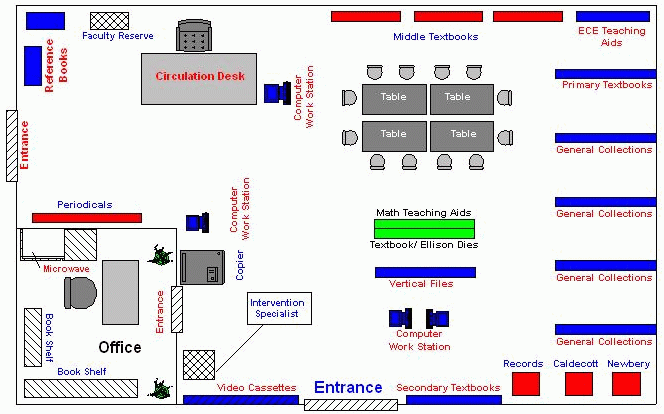 Faculty Reserve
Middle Textbooks
ECE Teaching
Aids
Reference
Books
Circulation Desk
Computer
Work Station
Table
Table
Table
Table
Primary Textbooks
Entrance
General Collections
Periodicals
Computer
Work Station
General Collections
Math Teaching Aids
Textbook/ Ellison Dies
Microwave
Copier
Vertical Files
General Collections
Entrance
Intervention
Specialist
Book Shelf
Office
Computer
Work Station
General Collections
Book Shelf
Records
Caldecott
Newbery
Video Cassettes
Entrance
Secondary Textbooks